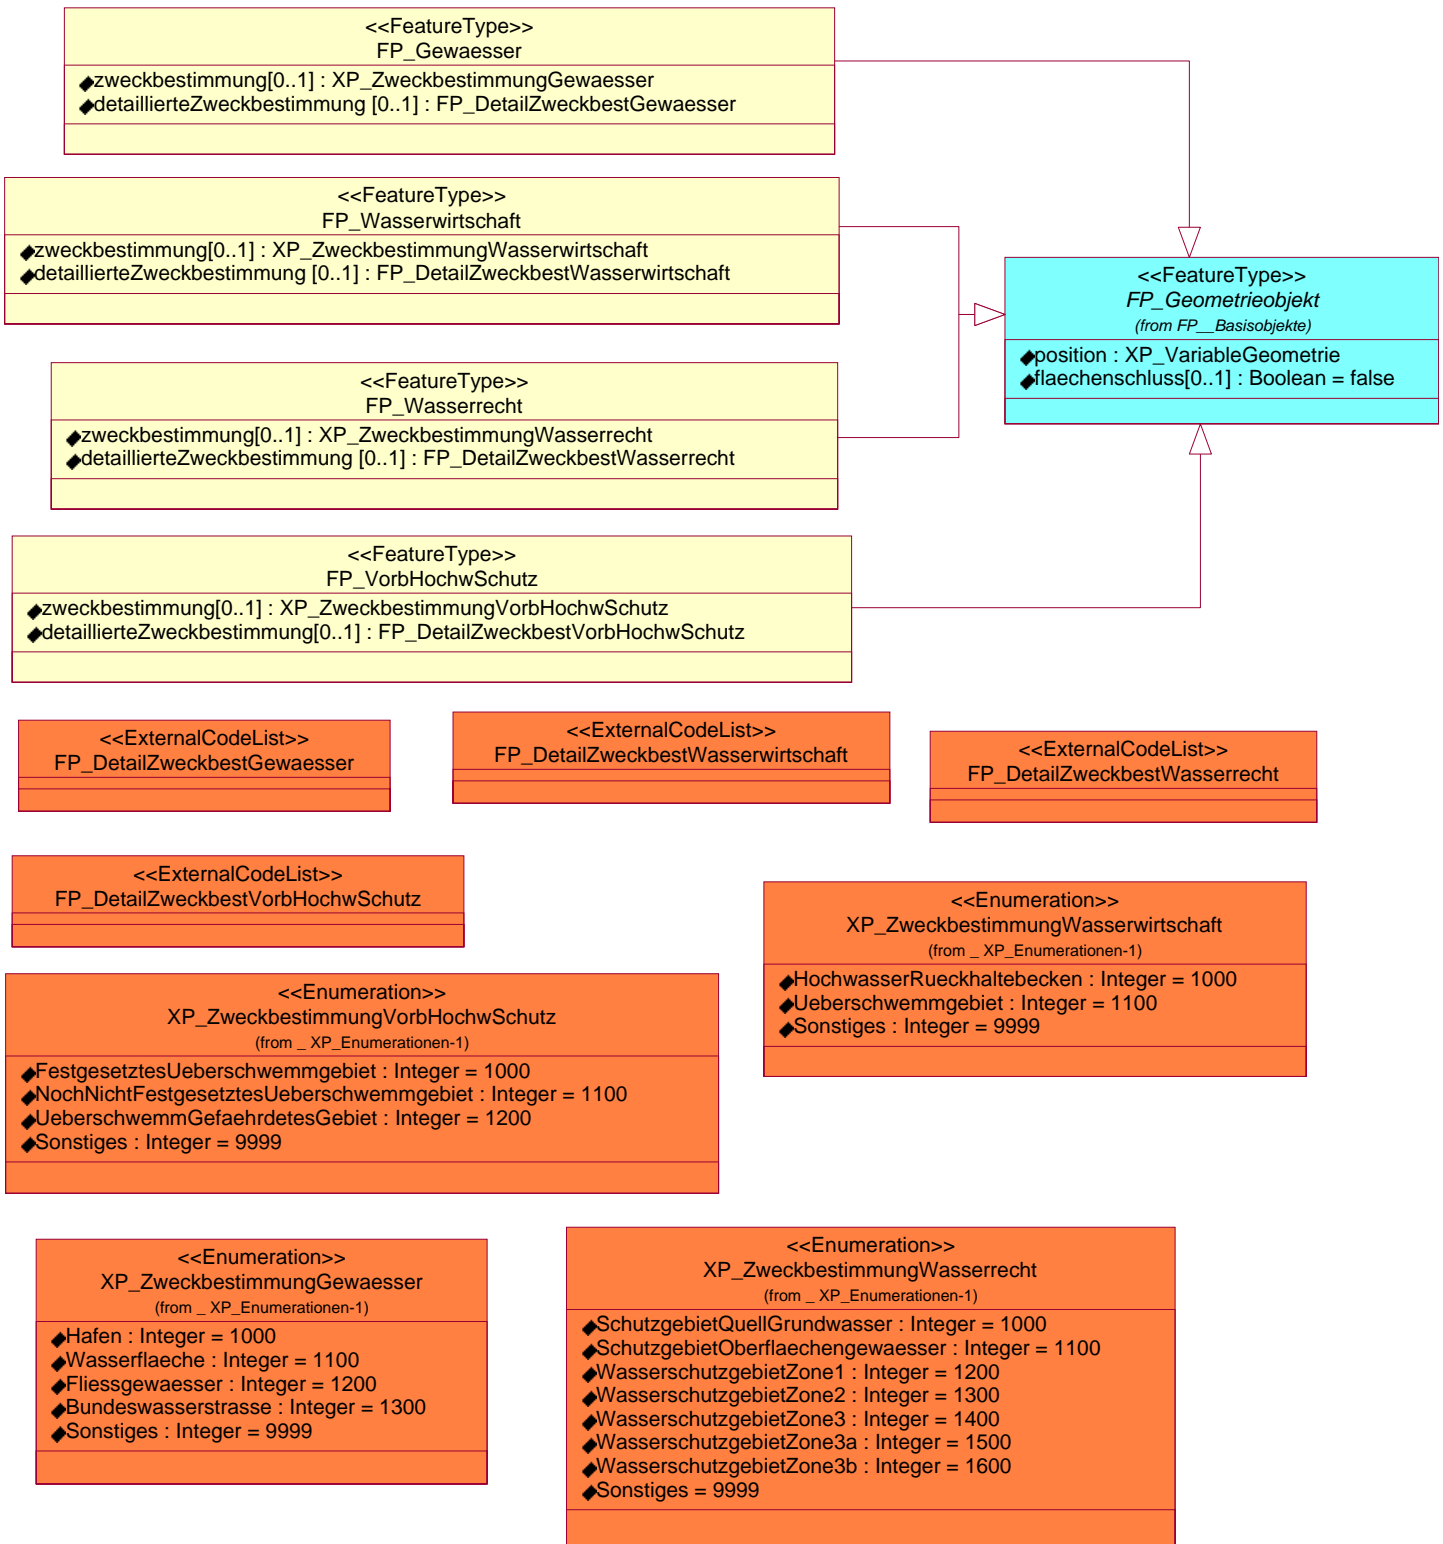 <<FeatureType>>
FP_Gewaesser
zweckbestimmung[0..1] : XP_ZweckbestimmungGewaesser
detaillierteZweckbestimmung [0..1] : FP_DetailZweckbestGewaesser
<<FeatureType>>
FP_Wasserwirtschaft
zweckbestimmung[0..1] : XP_ZweckbestimmungWasserwirtschaft
detaillierteZweckbestimmung [0..1] : FP_DetailZweckbestWasserwirtschaft
<<FeatureType>>
FP_Geometrieobjekt
(from FP__Basisobjekte)
position : XP_VariableGeometrie
flaechenschluss[0..1] : Boolean = false
<<FeatureType>>
FP_Wasserrecht
zweckbestimmung[0..1] : XP_ZweckbestimmungWasserrecht
detaillierteZweckbestimmung [0..1] : FP_DetailZweckbestWasserrecht
<<FeatureType>>
FP_VorbHochwSchutz
zweckbestimmung[0..1] : XP_ZweckbestimmungVorbHochwSchutz
detaillierteZweckbestimmung[0..1] : FP_DetailZweckbestVorbHochwSchutz
<<ExternalCodeList>>
FP_DetailZweckbestGewaesser
<<ExternalCodeList>>
FP_DetailZweckbestWasserwirtschaft
<<ExternalCodeList>>
FP_DetailZweckbestWasserrecht
<<ExternalCodeList>>
FP_DetailZweckbestVorbHochwSchutz
<<Enumeration>>
XP_ZweckbestimmungWasserwirtschaft
(from _ XP_Enumerationen-1)
HochwasserRueckhaltebecken : Integer = 1000
Ueberschwemmgebiet : Integer = 1100
Sonstiges : Integer = 9999
<<Enumeration>>
XP_ZweckbestimmungVorbHochwSchutz
(from _ XP_Enumerationen-1)
FestgesetztesUeberschwemmgebiet : Integer = 1000
NochNichtFestgesetztesUeberschwemmgebiet : Integer = 1100
UeberschwemmGefaehrdetesGebiet : Integer = 1200
Sonstiges : Integer = 9999
<<Enumeration>>
XP_ZweckbestimmungGewaesser
(from _ XP_Enumerationen-1)
Hafen : Integer = 1000
Wasserflaeche : Integer = 1100
Fliessgewaesser : Integer = 1200
Bundeswasserstrasse : Integer = 1300
Sonstiges : Integer = 9999
<<Enumeration>>
XP_ZweckbestimmungWasserrecht
(from _ XP_Enumerationen-1)
SchutzgebietQuellGrundwasser : Integer = 1000
SchutzgebietOberflaechengewaesser : Integer = 1100
WasserschutzgebietZone1 : Integer = 1200
WasserschutzgebietZone2 : Integer = 1300
WasserschutzgebietZone3 : Integer = 1400
WasserschutzgebietZone3a : Integer = 1500
WasserschutzgebietZone3b : Integer = 1600
Sonstiges = 9999